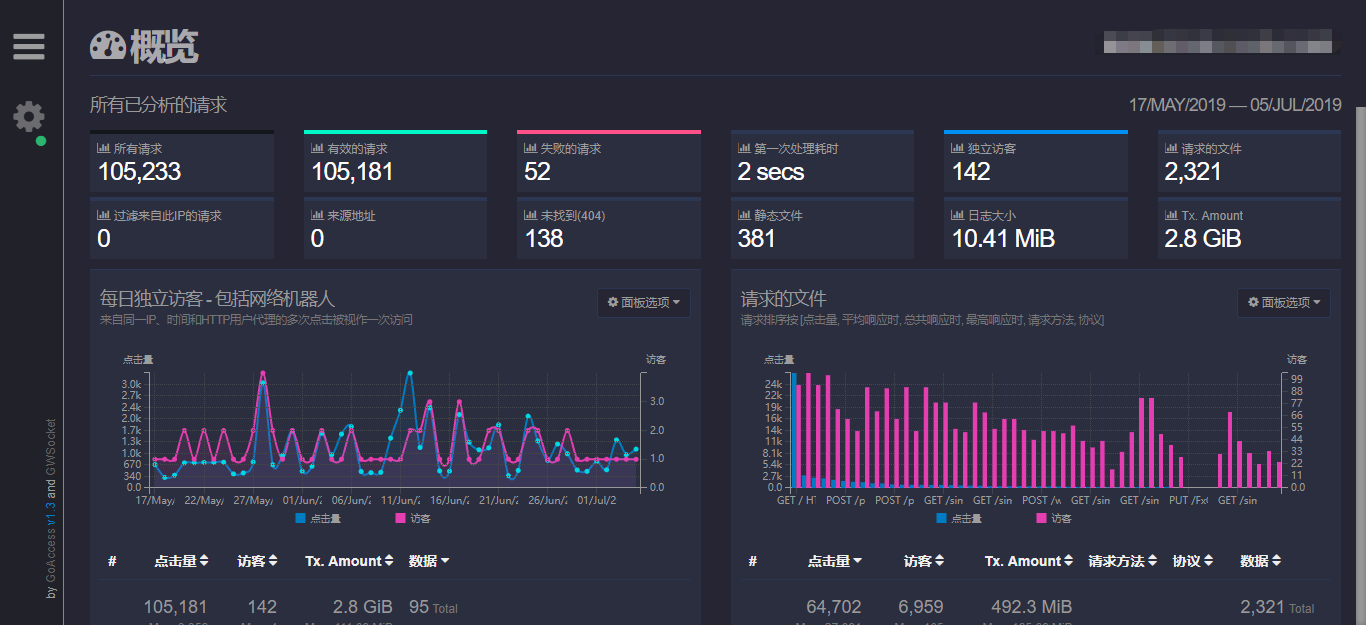 概览
所有已分析的请求
17/MAY/2019 — 05/JUL/2019
所有请求
105,233
有效的请求
105,181
失败的请求
52
第一次处理耗时
2 secs
独立访客
142
请求的文件
2,321
过滤来自此IP的请求
0
来源地址
0
未找到(404)
138
静态文件
381
日志大小
10.41 MiB
Tx. Amount
2.8 GiB
每日独立访客 - 包括网络机器人
面板选项
来自同一IP、时间和HTTP用户代理的多次点击被视作一次访问
点击量
访客
3.0k
2.7k
2.4k
2.0k
1.7k
1.3k
1.0k
670
340
0.0
3.0
2.0
1.0
0.0
17/May/ 22/May/ 27/May/ 01/Jun/2 06/Jun/2 11/Jun/2 16/Jun/2 21/Jun/2 26/Jun/2 01/Jul/2
点击量 访客
# 点击量 访客 Tx. Amount 数据
105,181 142 2.8 GiB 95 Total
请求的文件
面板选项
请求排序按 [点击量, 平均响应时, 总共响应时, 最高响应时, 请求方法, 协议]
点击量
访客
24k
22k
19k
16k
14k
11k
8.1k
5.4k
2.7k
0.0
99
88
77
66
55
44
33
22
11
0.0
GET / HT POST /p POST /p GET /sin GET /sin POST /w GET /sin GET /sin PUT /Fx GET /sin
点击量 访客
# 点击量 访客 Tx. Amount 请求方法 协议 数据
64,702 6,959 492.3 MiB 2,321 Total
by GoAccess v1.3 and GWSocket